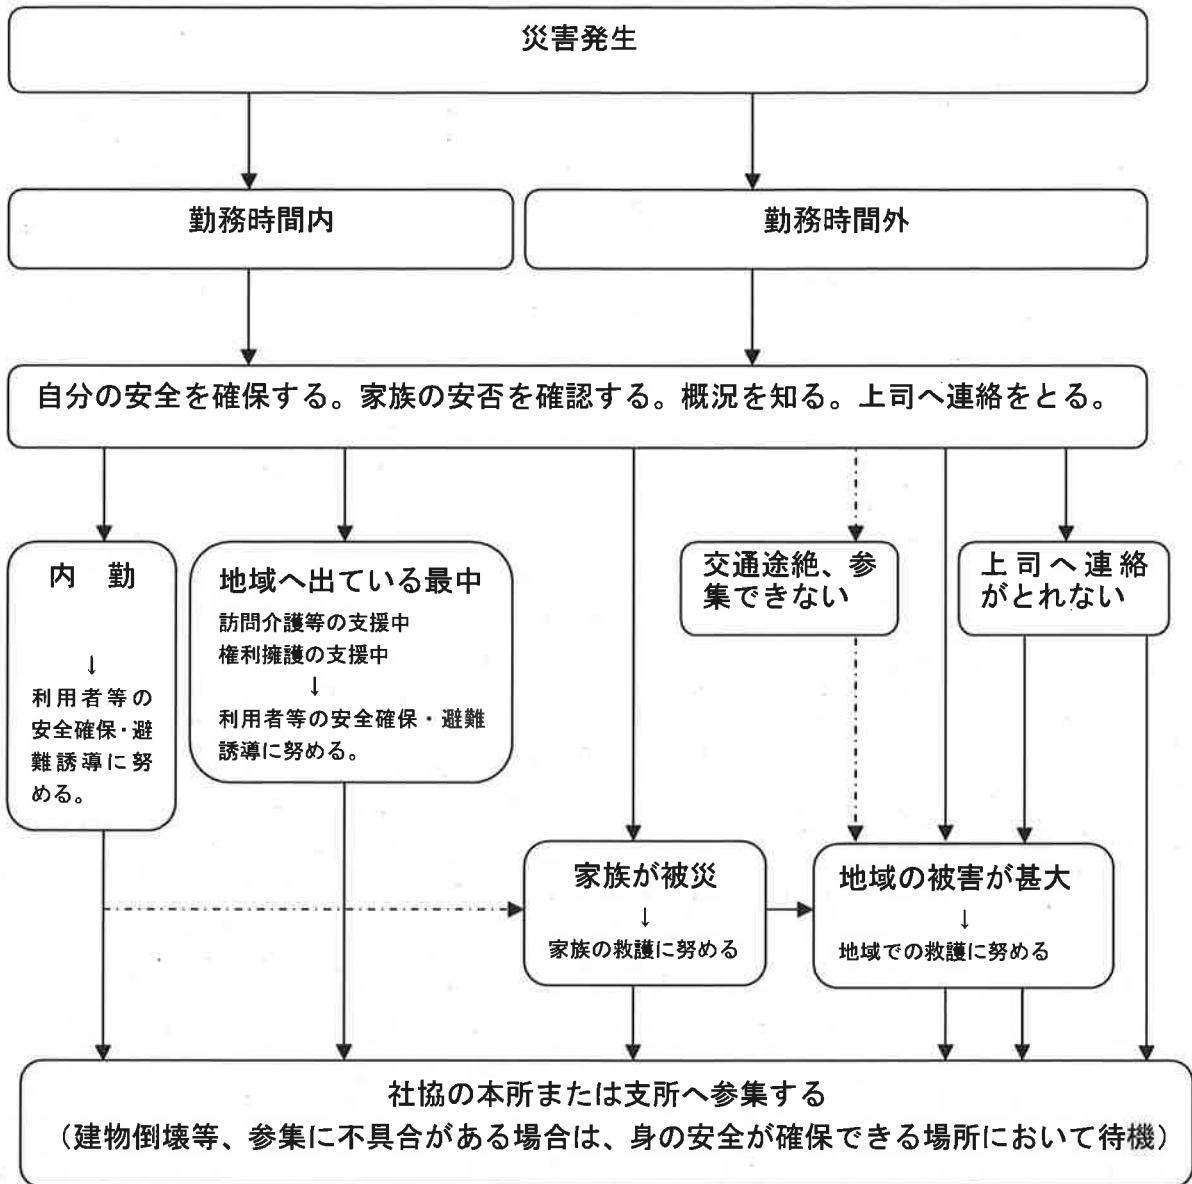 災害発生
勤務時間内
勤務時間外
自分の安全を確保する。家族の安否を確認する。概況を知る。上司へ連絡をとる。
内 勤
↓
利用者等の
安全確保・避
難誘導に努
める。
地域へ出ている最中
訪問介護等の支援中
権利擁護の支援中
↓
利用者等の安全確保・避難
誘導に努める。
交通途絶、参
集できない
上司へ連絡
がとれない
家族が被災
↓
家族の救護に努める
地域の被害が甚大
↓
地域での救護に努める
社協の本所または支所へ参集する
（建物倒壊等、参集に不具合がある場合は、身の安全が確保できる場所において待機）